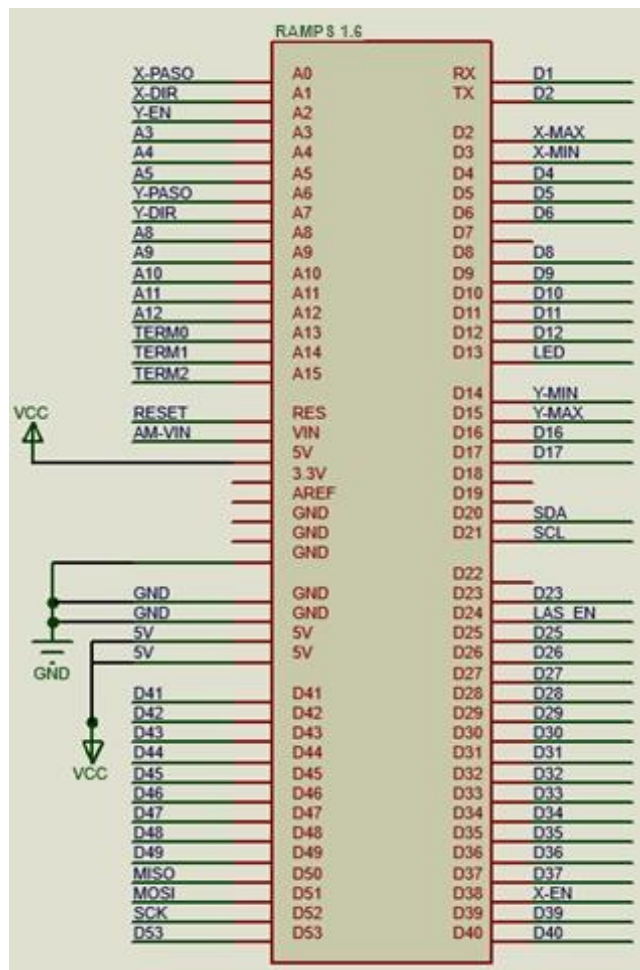 RAMPS 1.6
X-PASO A0 RX D1
X-DIR A1 TX D2
Y-EN A2
A3 A3 D2 X-MAX
A4 A4 D3 X-MIN
A5 A5 D4 D4
Y-PASO A6 D5 D5
Y-DIR A7 D6 D6
A8 A8 D7
A9 A9 D8 D8
A10 A10 D9 D9
A11 A11 D10 D10
A12 A12 D11 D11
TERM0 A13 D12 D12
TERM1 A14 D13 LED
TERM2 A15
D14 Y-MIN
VCC RESET RES D15 Y-MAX
AM-VIN VIN D16 D16
5V D17 D17
3.3V D18
AREF D19
GND D20 SDA
GND D21 SCL
GND
D22
GND GND D23 D23
GND GND D24 LAS_EN
5V 5V D25 D25
5V 5V D26 D26
GND D27 D27
D41 D41 D28 D28
D42 D42 D29 D29
D43 D43 D30 D30
D44 D44 D31 D31
VCC D45 D45 D32 D32
D46 D46 D33 D33
D47 D47 D34 D34
D48 D48 D35 D35
D49 D49 D36 D36
MISO D50 D37 D37
MOSI D51 D38 X-EN
SCK D52 D39 D39
D53 D53 D40 D40